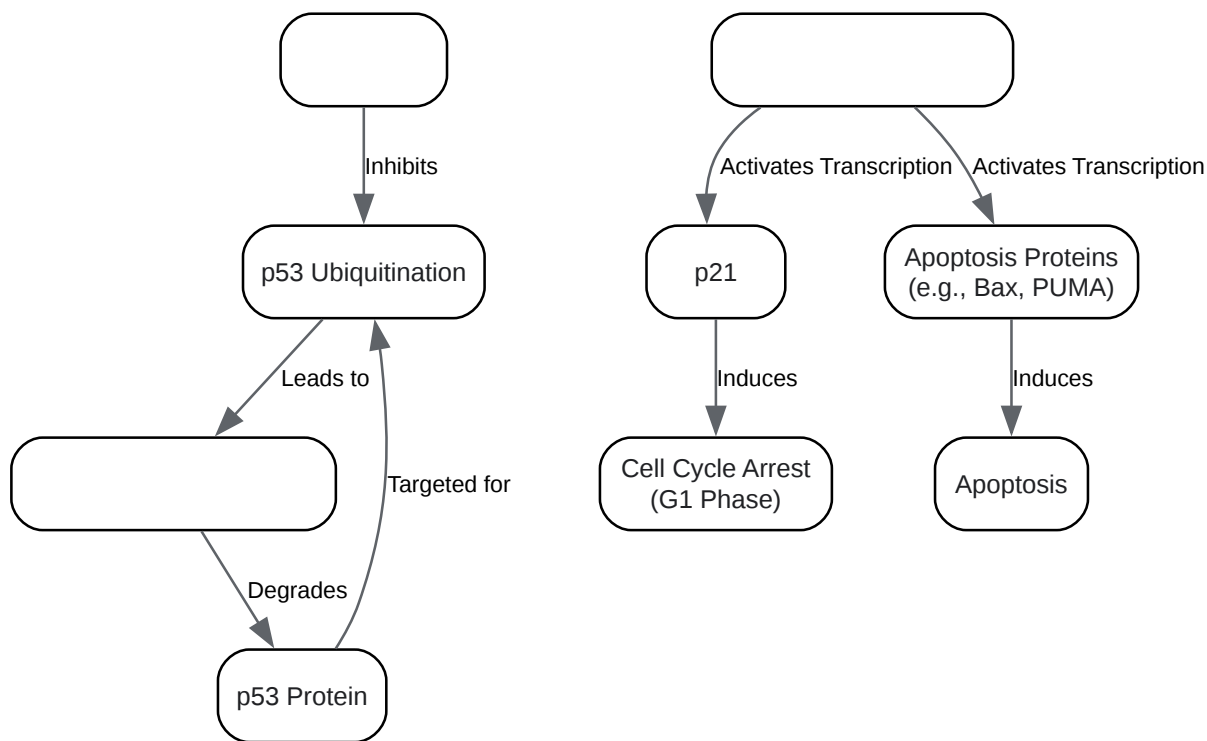 Inhibits
Activates Transcription
Activates Transcription
p53 Ubiquitination
p21
Apoptosis Proteins
(e.g., Bax, PUMA)
Leads to
Induces
Induces
Targeted for
Cell Cycle Arrest
(G1 Phase)
Apoptosis
Degrades
p53 Protein